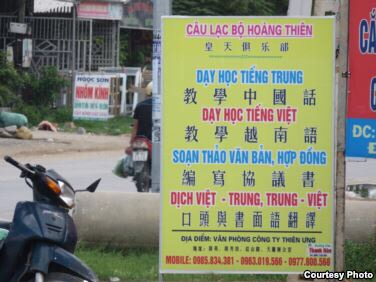 CÂU LẠC BỘ HOÀNG THIÊN
皇天俱乐部
DẠY HỌC TIẾNG TRUNG
教學中國話
DẠY HỌC TIẾNG VIỆT
教學越南語
SOẠN THẢO VĂN BẢN, HỢP ĐỒNG
編寫協議書
DỊCH VIỆT - TRUNG, TRUNG - VIỆT
口頭與書面語翻譯
ĐỊA ĐIỂM: VĂN PHÒNG CÔNG TY THIÊN ƯNG
MOBILE: 0985.834.381 - 0963.019.566 - 0977.800.568
NGỌC SƠN
NHÔM KÍNH
ĐC:
Courtesy Photo